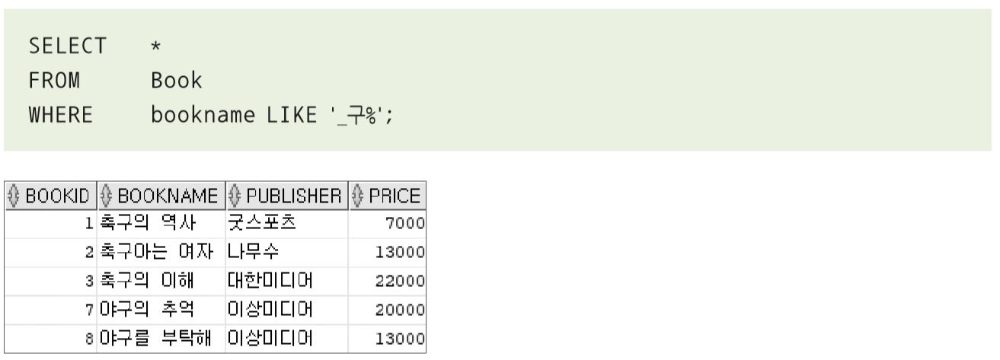 SELECT *
FROM Book
WHERE bookname LIKE '_구%';
BOOKID BOOKNAME PUBLISHER PRICE
1 축구의 역사 굿스포츠 7000
2 축구아는 여자 나무수 13000
3 축구의 이해 대한미디어 22000
7 야구의 추억 이상미디어 20000
8 야구를 부탁해 이상미디어 13000